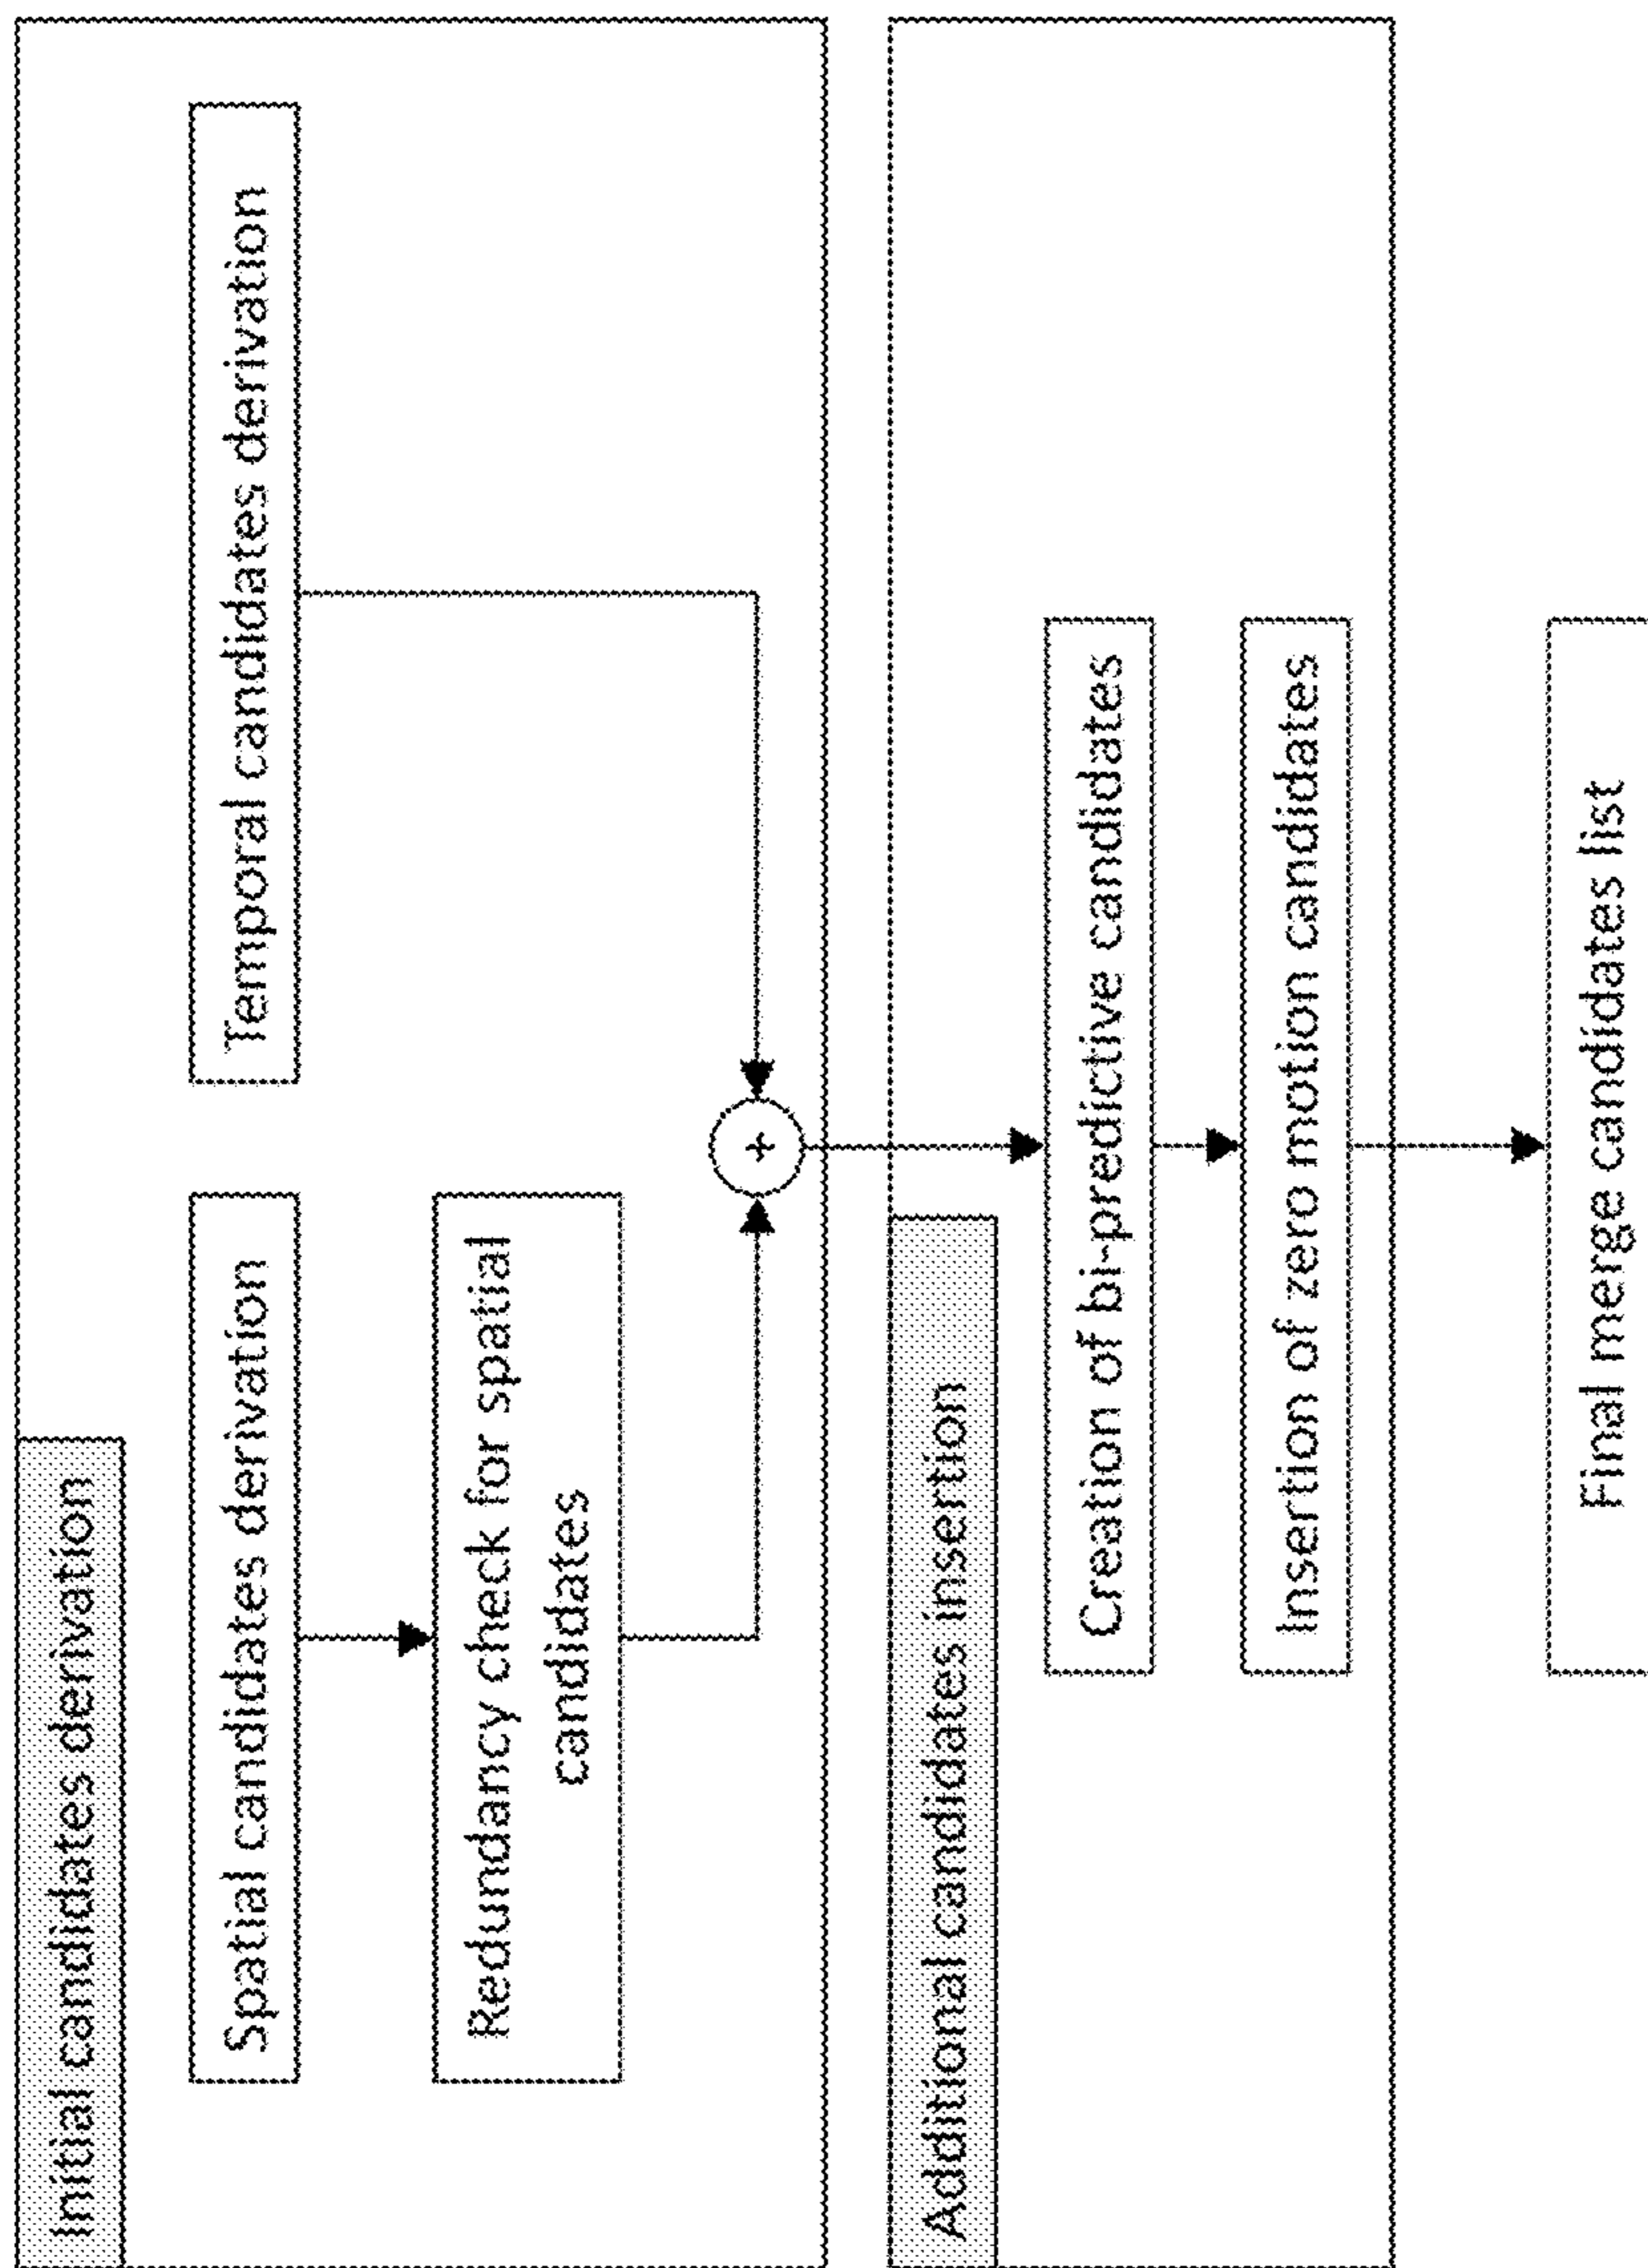 Initial candidates derivation
Spatial candidates derivation
Temporal candidates derivation
Redundancy check for spatial
candidates
+
Additional candidates insertion
Creation of bi-predictive candidates
Insertion of zero motion candidates
Final merge candidates list